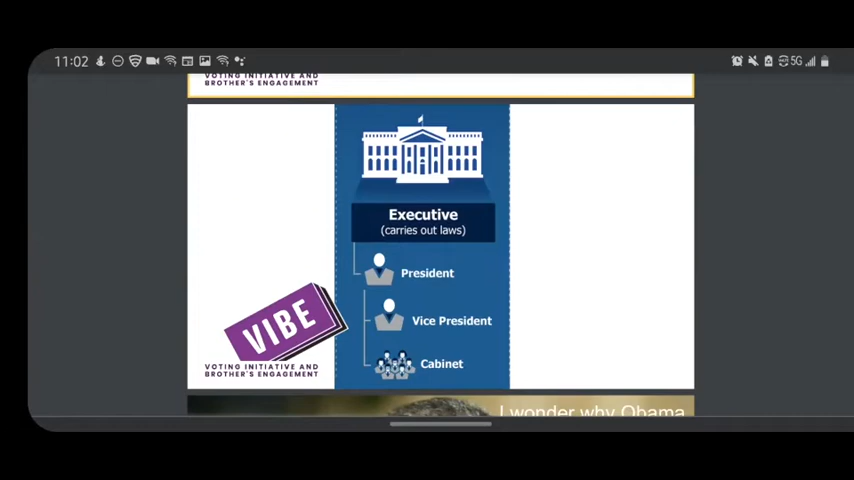 11:02
5G
VOTING INITIATIVE AND
BROTHER'S ENGAGEMENT
Executive
(carries out laws)
President
Vice President
Cabinet
VIBE
VOTING INITIATIVE AND
BROTHER'S ENGAGEMENT
I wonder why Obama